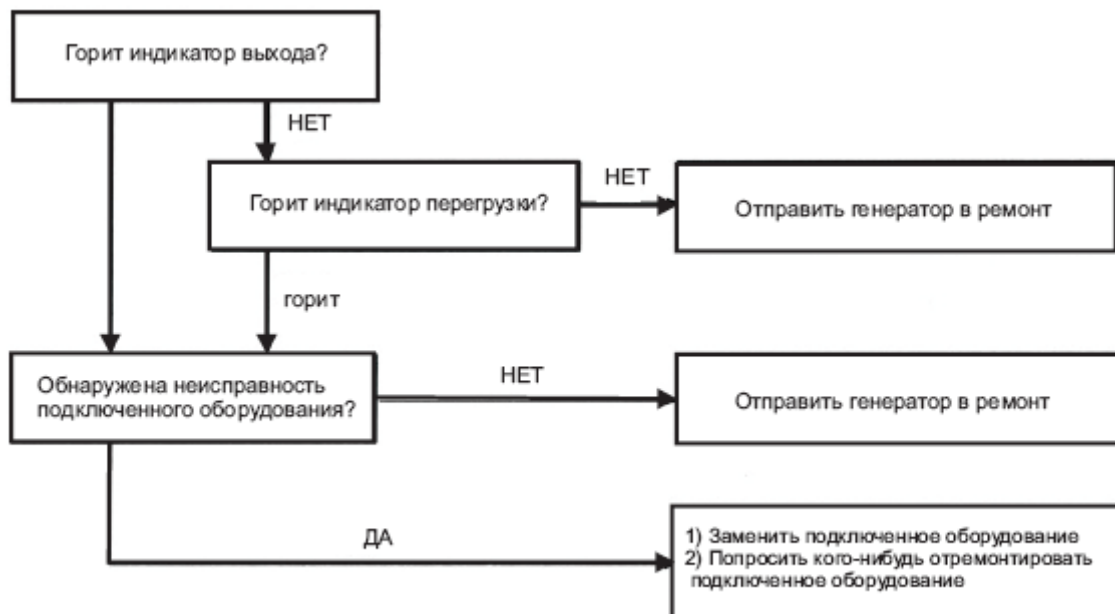 Горит индикатор выхода?
НЕТ
Горит индикатор перегрузки?
НЕТ
Отправить генератор в ремонт
горит
Обнаружена неисправность
подключенного оборудования?
НЕТ
Отправить генератор в ремонт
ДА
1) Заменить подключенное оборудование
2) Попросить кого-нибудь отремонтировать
подключенное оборудование